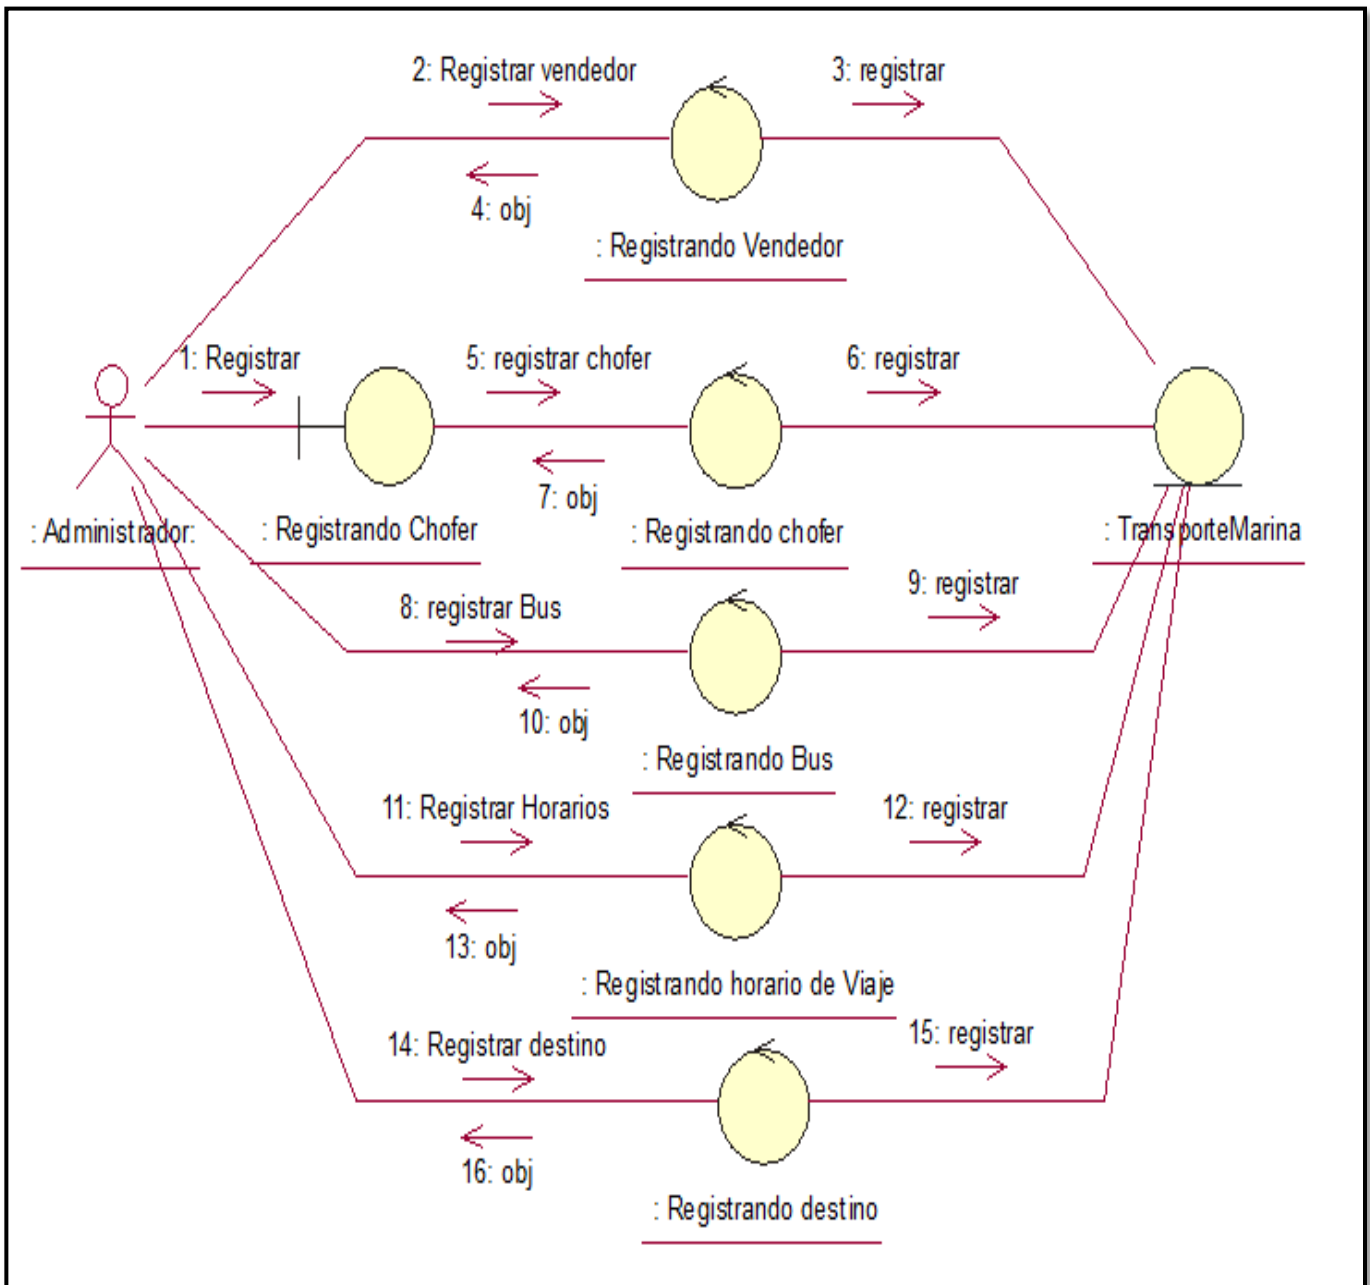 2: Registrar vendedor
3: registrar
4: obj
: Registrando Vendedor
1: Registrar
5: registrar chofer
6: registrar
7: obj
: Administrador:
: Registrando Chofer
: Registrando chofer
: TransporteMarina
8: registrar Bus
9: registrar
10: obj
: Registrando Bus
11: Registrar Horarios
12: registrar
13: obj
: Registrando horario de Viaje
14: Registrar destino
15: registrar
16: obj
: Registrando destino